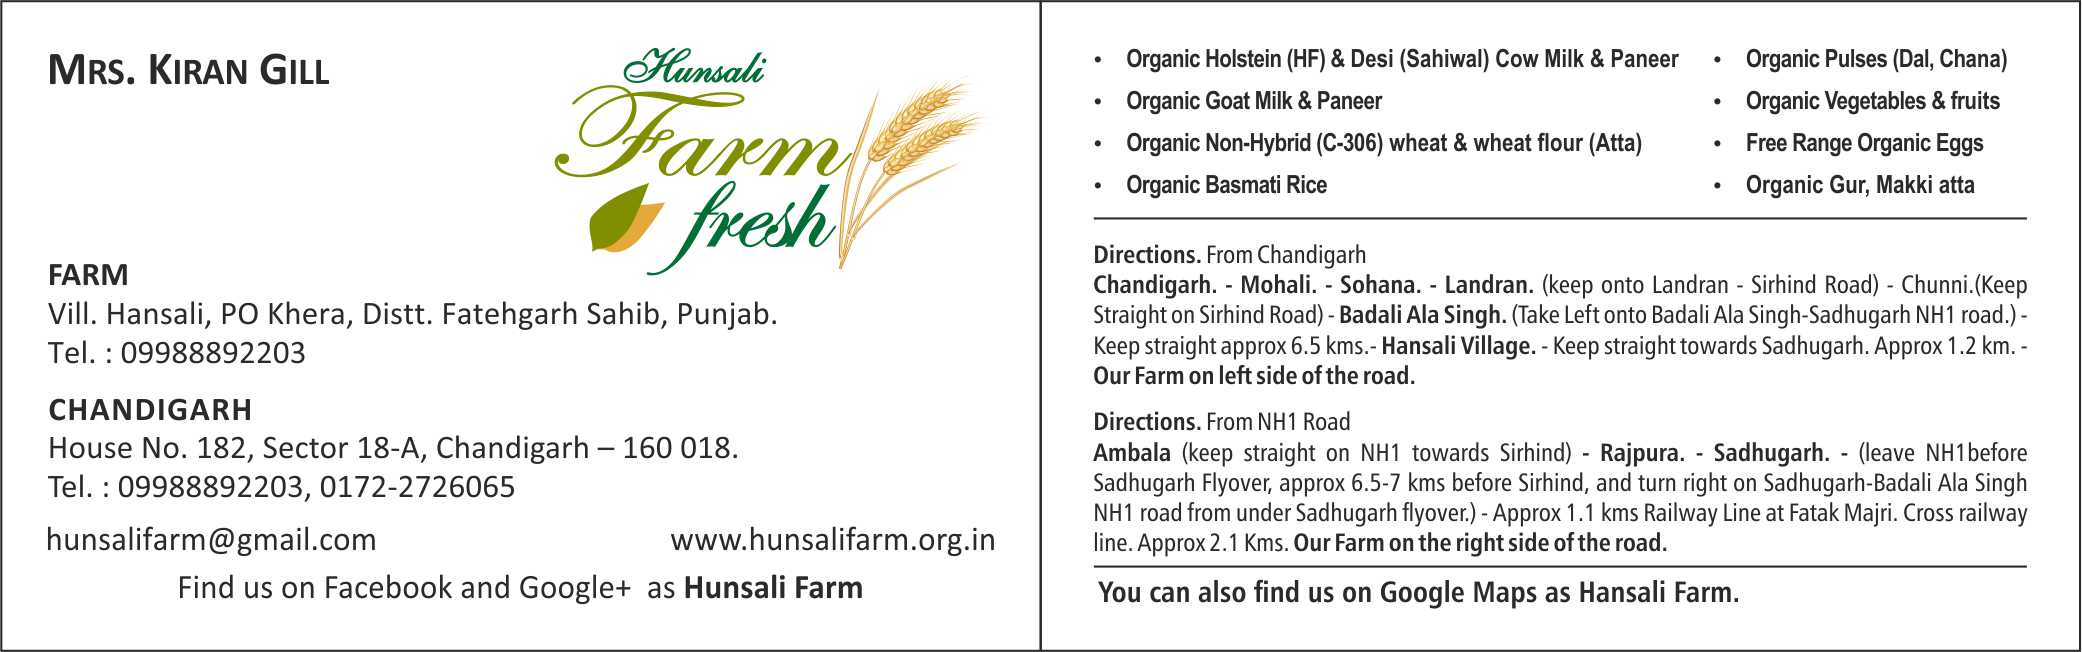 MRS. KIRAN GILL
Hunsali
Farm
fresh
FARM
Vill. Hansali, PO Khera, Distt. Fatehgarh Sahib, Punjab.
Tel. : 09988892203
CHANDIGARH
House No. 182, Sector 18-A, Chandigarh – 160 018.
Tel. : 09988892203, 0172-2726065
hunsalifarm@gmail.com www.hunsalifarm.org.in
Find us on Facebook and Google+ as Hunsali Farm
• Organic Holstein (HF) & Desi (Sahiwal) Cow Milk & Paneer
• Organic Goat Milk & Paneer
• Organic Non-Hybrid (C-306) wheat & wheat flour (Atta)
• Organic Basmati Rice
• Organic Pulses (Dal, Chana)
• Organic Vegetables & fruits
• Free Range Organic Eggs
• Organic Gur, Makki atta
Directions. From Chandigarh
Chandigarh. - Mohali. - Sohana. - Landran. (keep onto Landran - Sirhind Road) - Chunni.(Keep
Straight on Sirhind Road) - Badali Ala Singh. (Take Left onto Badali Ala Singh-Sadhugarh NH1 road.) -
Keep straight approx 6.5 kms.- Hansali Village. - Keep straight towards Sadhugarh. Approx 1.2 km. -
Our Farm on left side of the road.
Directions. From NH1 Road
Ambala (keep straight on NH1 towards Sirhind) - Rajpura. - Sadhugarh. - (leave NH1before
Sadhugarh Flyover, approx 6.5-7 kms before Sirhind, and turn right on Sadhugarh-Badali Ala Singh
NH1 road from under Sadhugarh flyover.) - Approx 1.1 kms Railway Line at Fatak Majri. Cross railway
line. Approx 2.1 Kms. Our Farm on the right side of the road.
You can also find us on Google Maps as Hansali Farm.